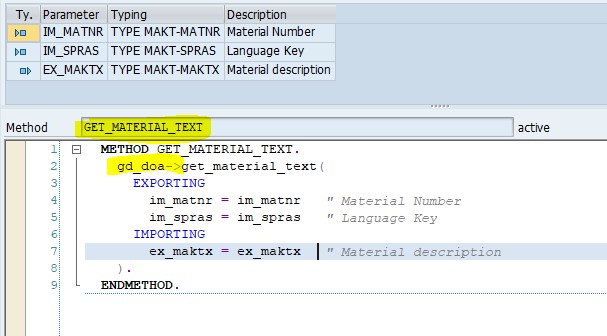 Ty. Parameter Typing Description
IM_MATNR TYPE MAKT-MATNR Material Number
IM_SPRAS TYPE MAKT-SPRAS Language Key
EX_MAKTX TYPE MAKT-MAKTX Material description
Method GET_MATERIAL_TEXT active
1 METHOD GET_MATERIAL_TEXT.
2 gd_doa->get_material_text(
3 EXPORTING
4 im_matnr = im_matnr " Material Number
5 im_spras = im_spras " Language Key
6 IMPORTING
7 ex_maktx = ex_maktx " Material description
8 ).
9 ENDMETHOD.